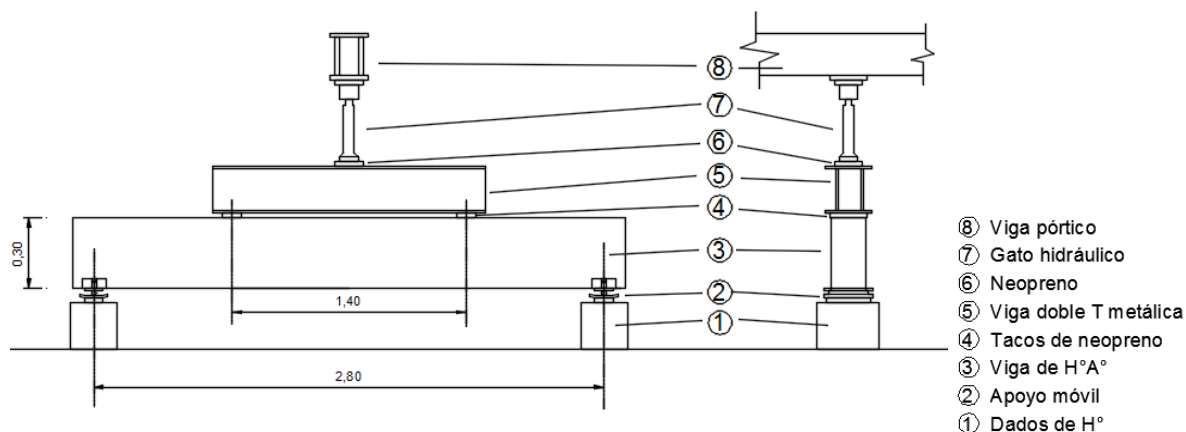 ⑧
⑦
⑥
⑤
④
③
②
①
0,30
1,40
2,80
⑧ Viga pórtico
⑦ Gato hidráulico
⑥ Neopreno
⑤ Viga doble T metálica
④ Tacos de neopreno
③ Viga de H°A°
② Apoyo móvil
① Dados de H°